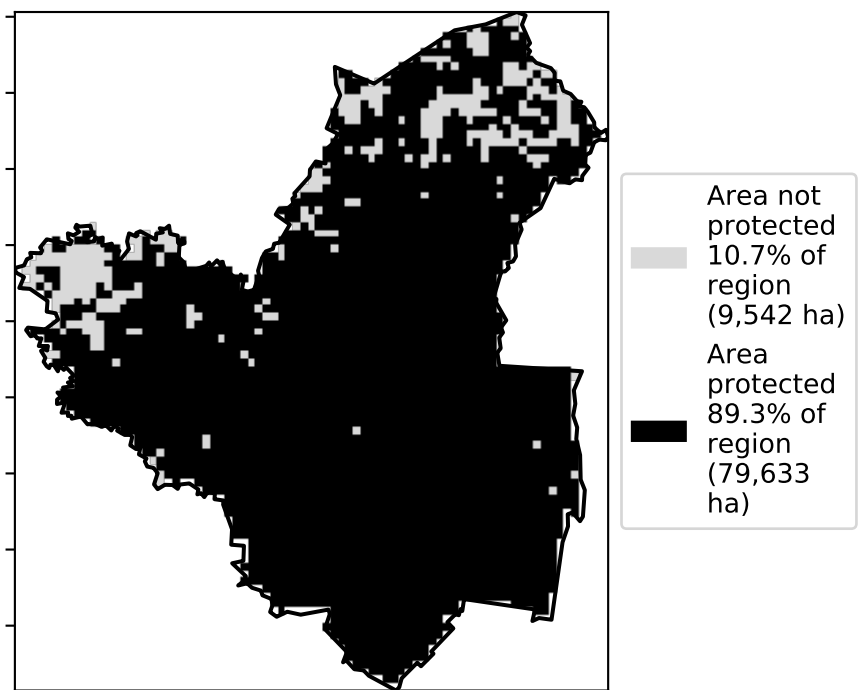 Area not
protected
10.7% of
region
(9,542 ha)
Area
protected
89.3% of
region
(79,633
ha)